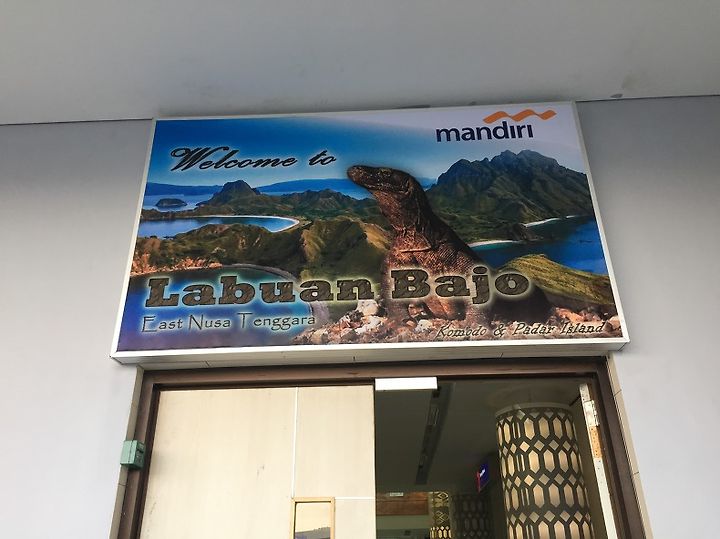 mandiri
Welcome to
Labuan Bajo
East Nusa Tenggara
Komodo & Padar Island